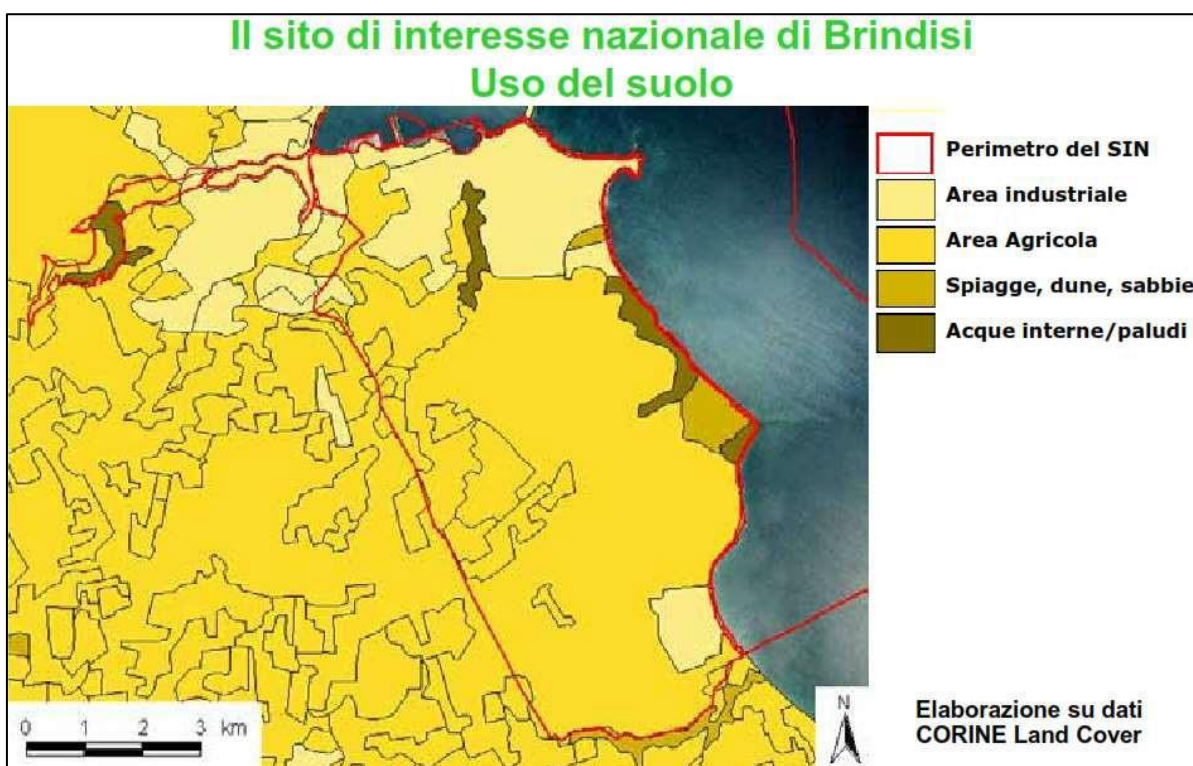 Il sito di interesse nazionale di Brindisi
Uso del suolo
Perimetro del SIN
Area industriale
Area Agricola
Spiagge, dune, sabbie
Acque interne/paludi
0 1 2 3 km
N
Elaborazione su dati
CORINE Land Cover